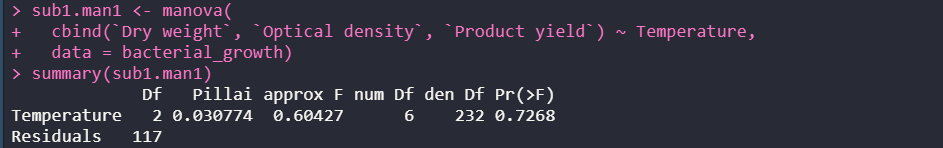 > sub1.man1 <- manova(
+   cbind(`Dry weight`, `Optical density`, `Product yield`) ~ Temperature,
+   data = bacterial_growth)
> summary(sub1.man1)
             Df   Pillai approx F num Df den Df Pr(>F)
Temperature   2 0.030774  0.60427      6    232 0.7268
Residuals   117